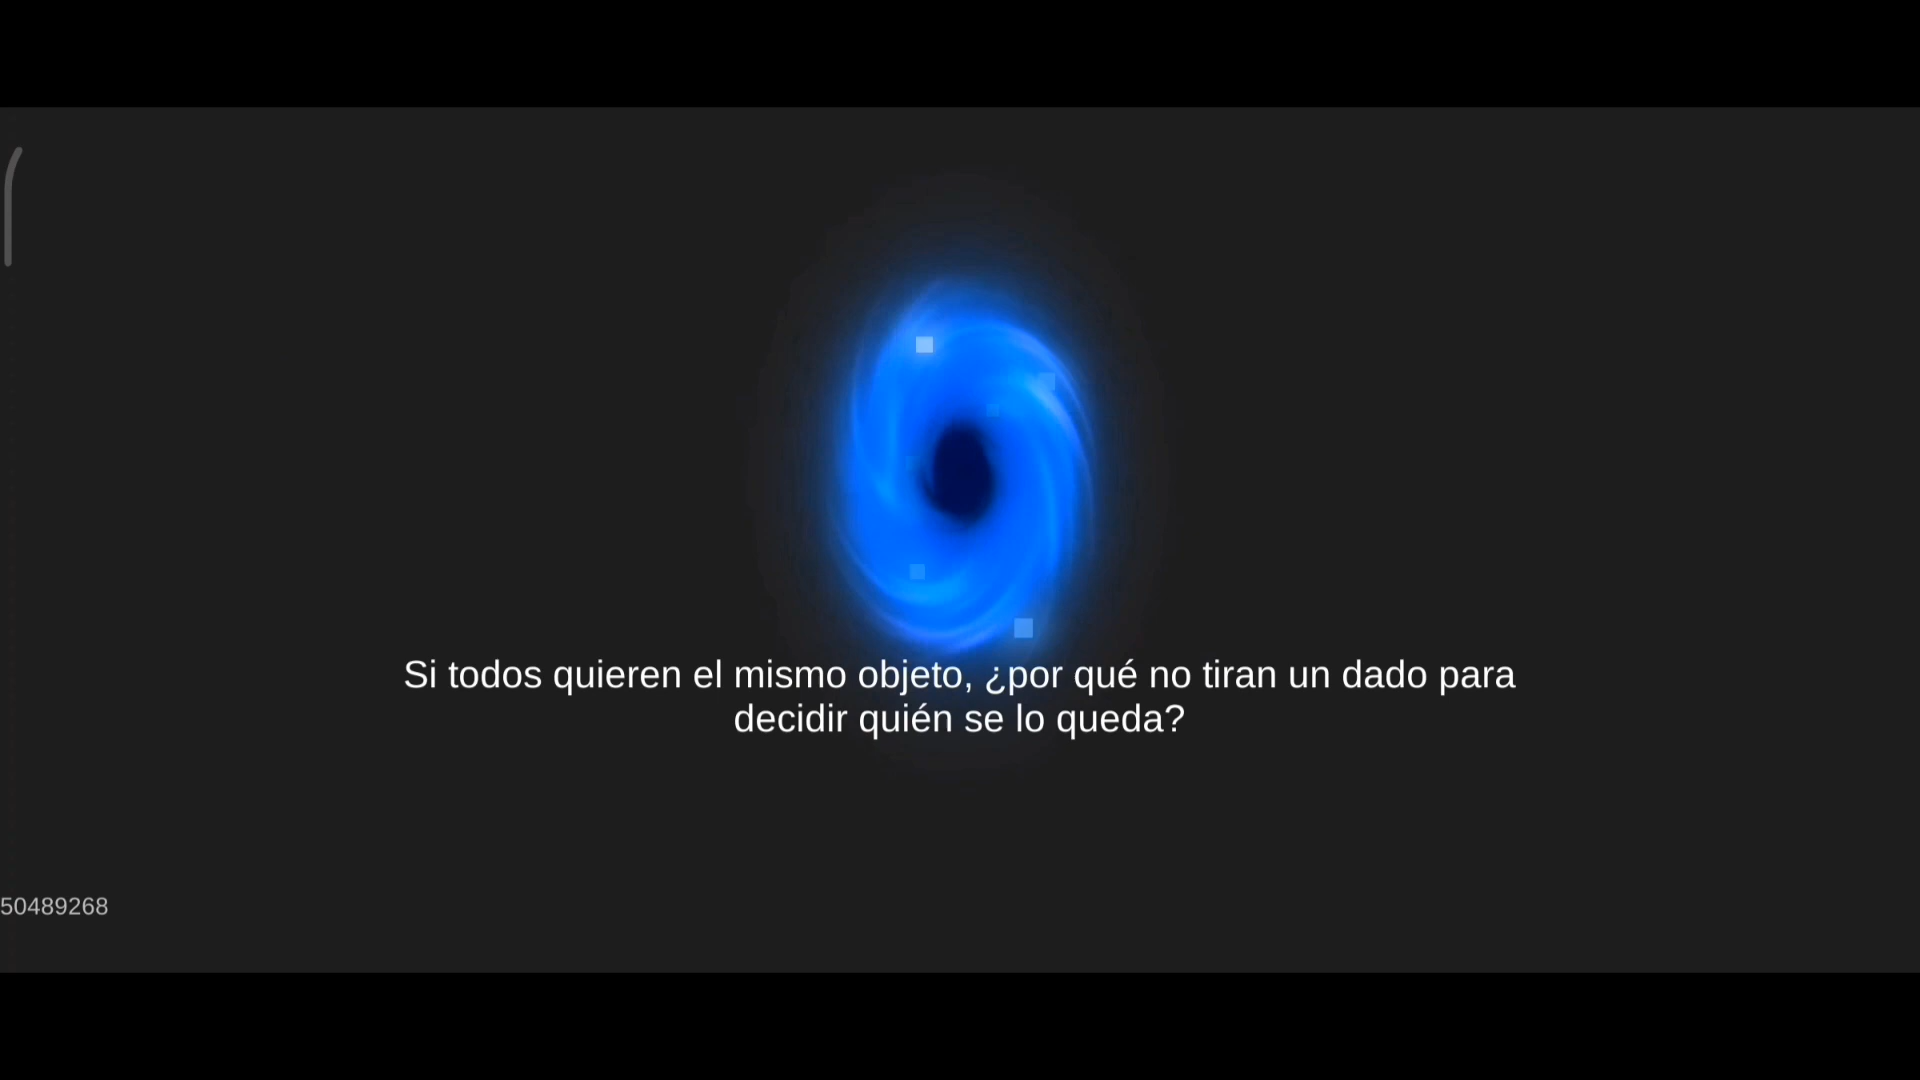 Si todos quieren el mismo objeto, ¿por qué no tiran un dado para
decidir quién se lo queda?
50489268